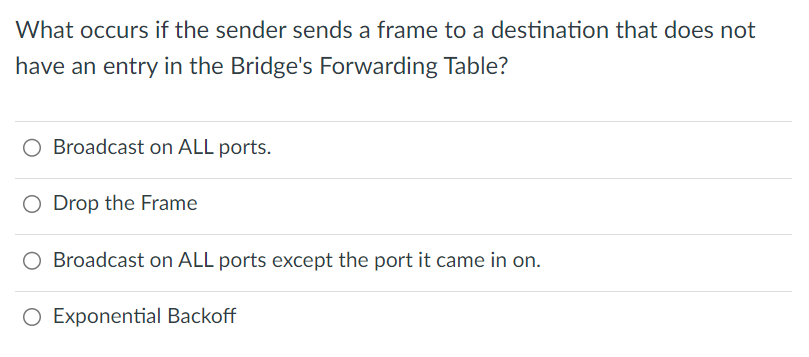 What occurs if the sender sends a frame to a destination that does not
have an entry in the Bridge's Forwarding Table?
Broadcast on ALL ports.
Drop the Frame
Broadcast on ALL ports except the port it came in on.
Exponential Backoff